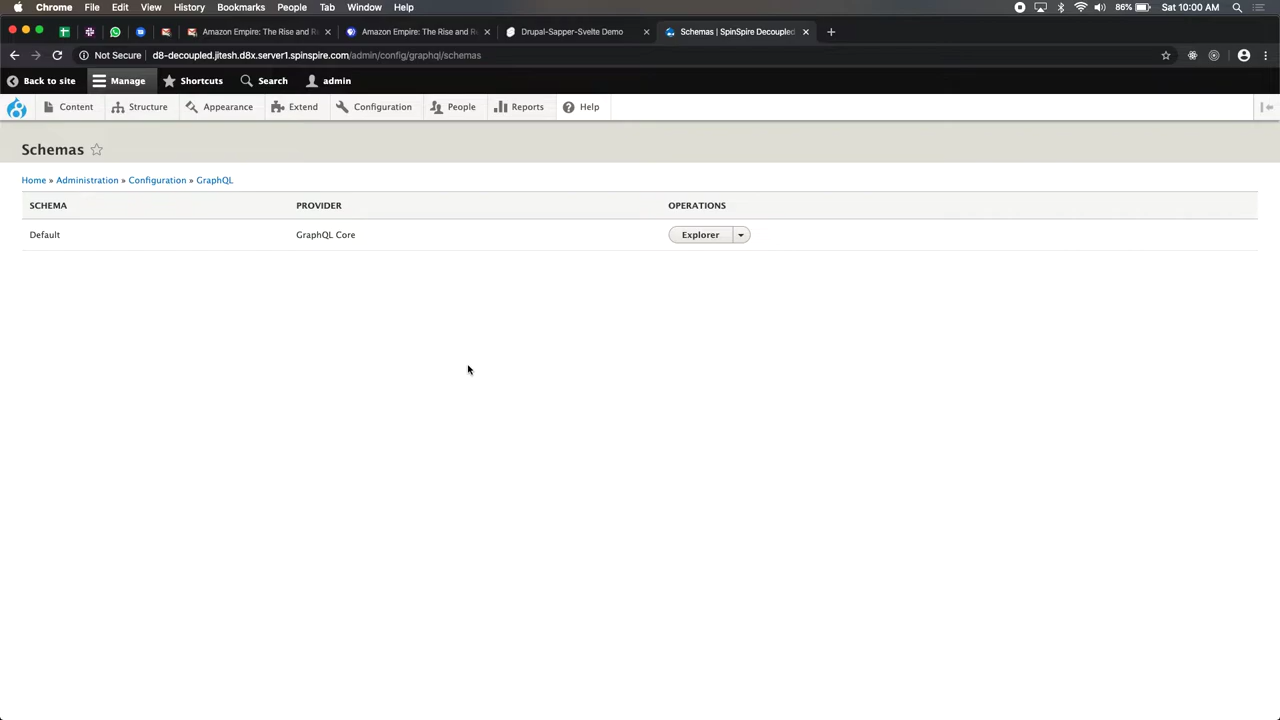 Chrome File Edit View History Bookmarks People Tab Window Help 86% Sat 10:00 AM
Amazon Empire: The Rise and R Amazon Empire: The Rise and R Drupal-Sapper-Svelte Demo Schemas | SpinSpire Decoupled
Not Secure d8-decoupled.jitesh.d8x.server1.spinspire.com/admin/config/graphql/schemas
Back to site Manage Shortcuts Search admin
Content Structure Appearance Extend Configuration People Reports Help
Schemas
Home » Administration » Configuration » GraphQL
SCHEMA PROVIDER OPERATIONS
Default GraphQL Core Explorer